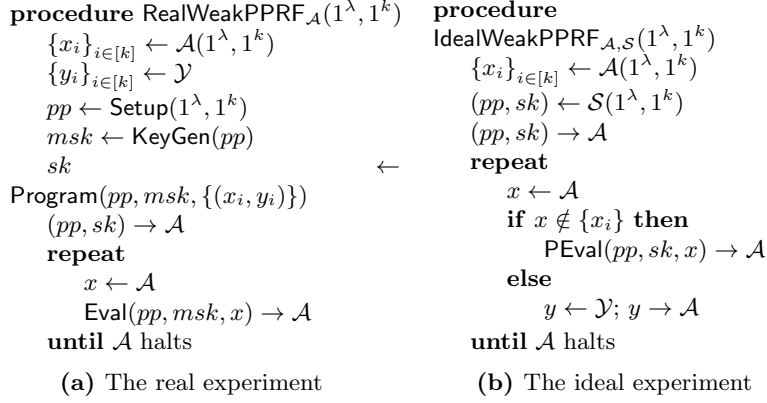 procedure RealWeakPPRF_𝒜(1^λ, 1^k)
{x_i}_{i∈[k]} ← 𝒜(1^λ, 1^k)
{y_i}_{i∈[k]} ← 𝒴
pp ← Setup(1^λ, 1^k)
msk ← KeyGen(pp)
sk ←
Program(pp, msk, {(x_i, y_i)})
(pp, sk) → 𝒜
repeat
x ← 𝒜
Eval(pp, msk, x) → 𝒜
until 𝒜 halts
(a) The real experiment
procedure
IdealWeakPPRF_{𝒜,𝒮}(1^λ, 1^k)
{x_i}_{i∈[k]} ← 𝒜(1^λ, 1^k)
(pp, sk) ← 𝒮(1^λ, 1^k)
(pp, sk) → 𝒜
repeat
x ← 𝒜
if x ∉ {x_i} then
PEval(pp, sk, x) → 𝒜
else
y ← 𝒴; y → 𝒜
until 𝒜 halts
(b) The ideal experiment